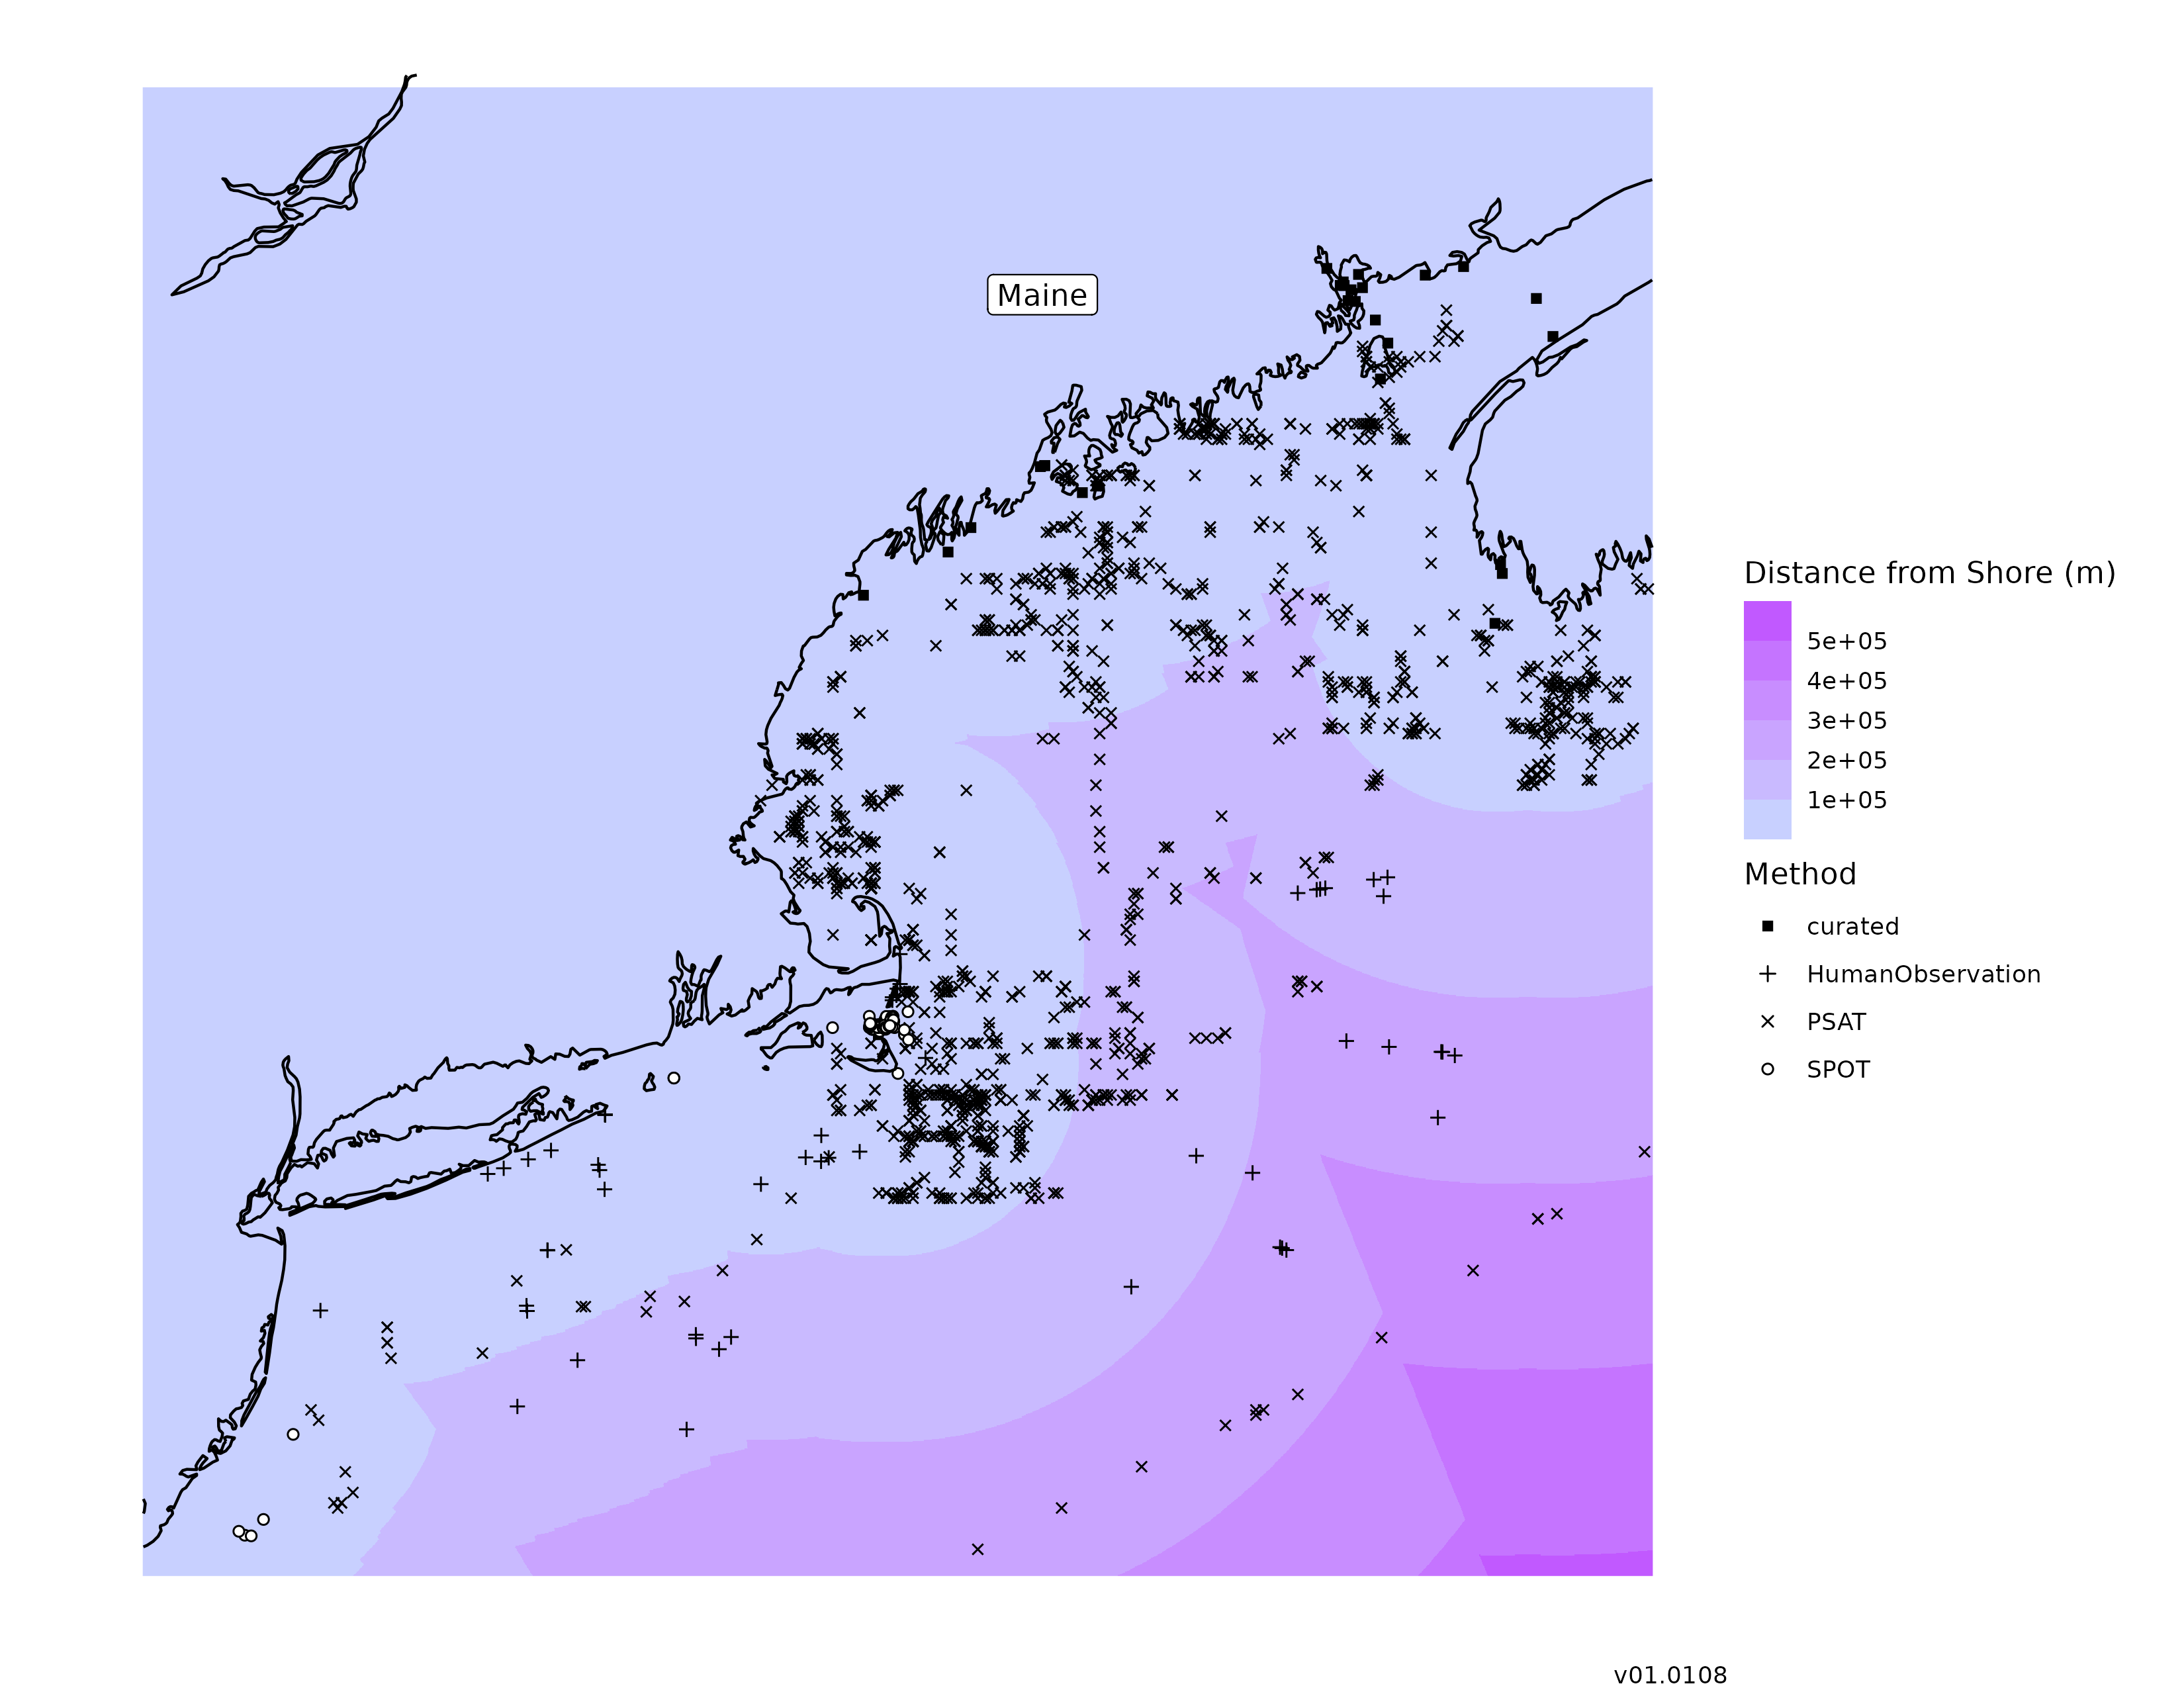 Maine
Distance from Shore (m)
5e+05
4e+05
3e+05
2e+05
1e+05
Method
curated
HumanObservation
PSAT
SPOT
v01.0108